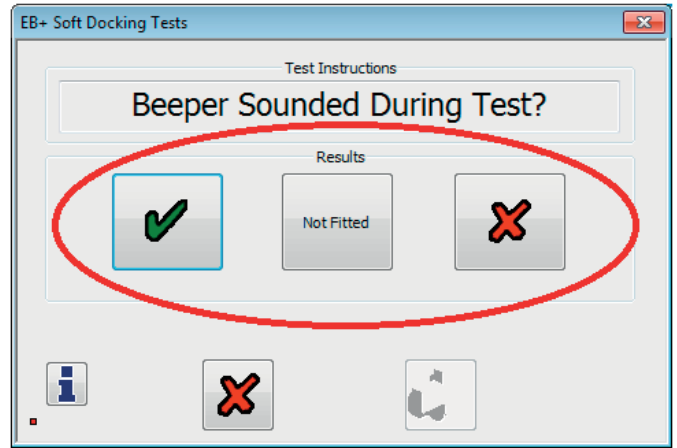 EB+ Soft Docking Tests
Test Instructions
Beeper Sounded During Test?
Results
Not Fitted